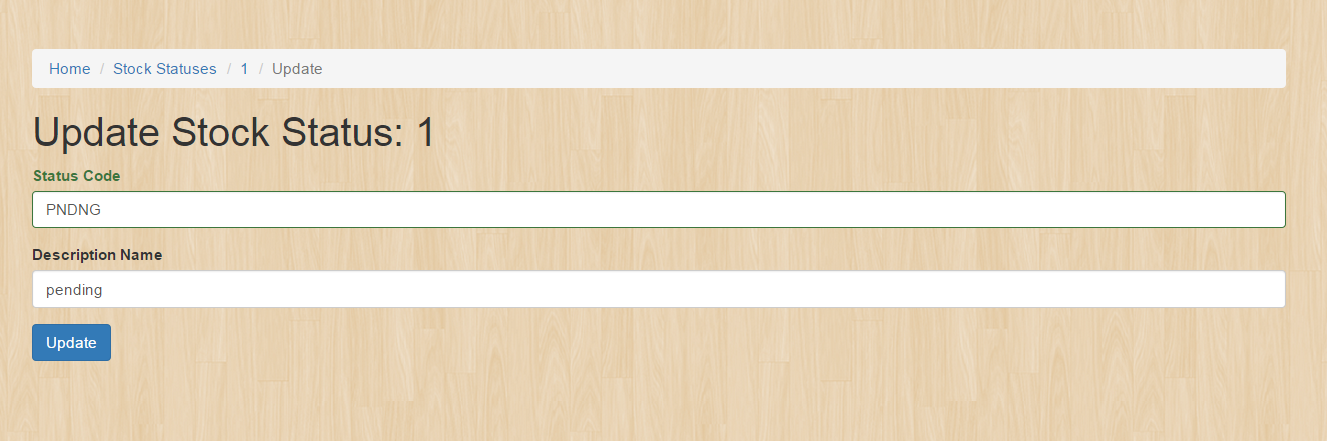 Home / Stock Statuses / 1 / Update
Update Stock Status: 1
Status Code
PNDNG
Description Name
pending
Update